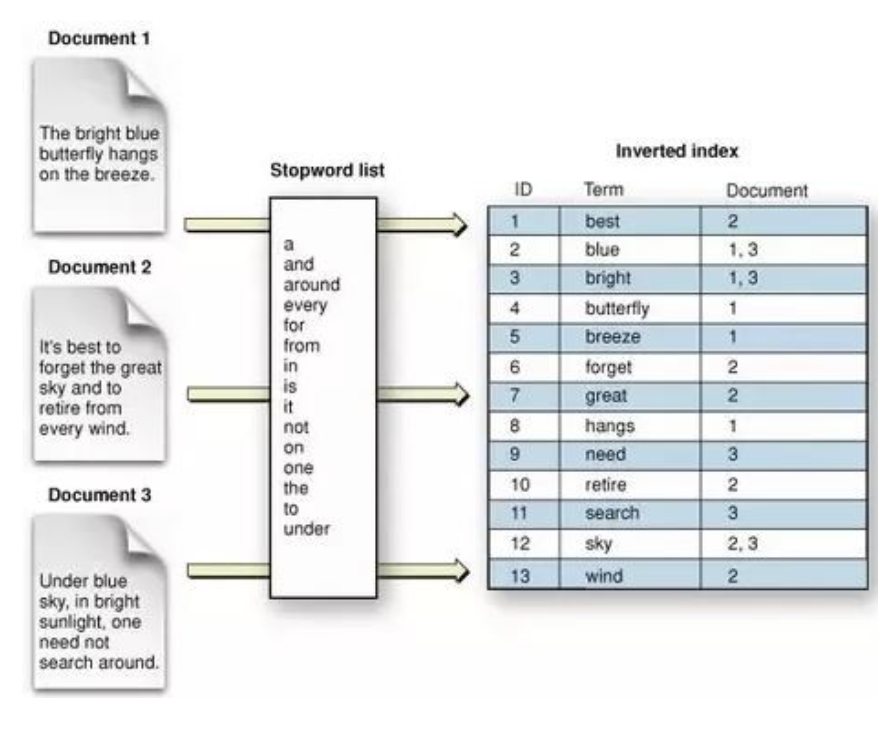 Document 1
The bright blue
butterfly hangs
on the breeze.
Document 2
It's best to
forget the great
sky and to
retire from
every wind.
Document 3
Under blue
sky, in bright
sunlight, one
need not
search around.
Stopword list
a
and
around
every
for
from
in
is
it
not
on
one
the
to
under
Inverted index
ID Term Document
1 best 2
2 blue 1, 3
3 bright 1, 3
4 butterfly 1
5 breeze 1
6 forget 2
7 great 2
8 hangs 1
9 need 3
10 retire 2
11 search 3
12 sky 2, 3
13 wind 2